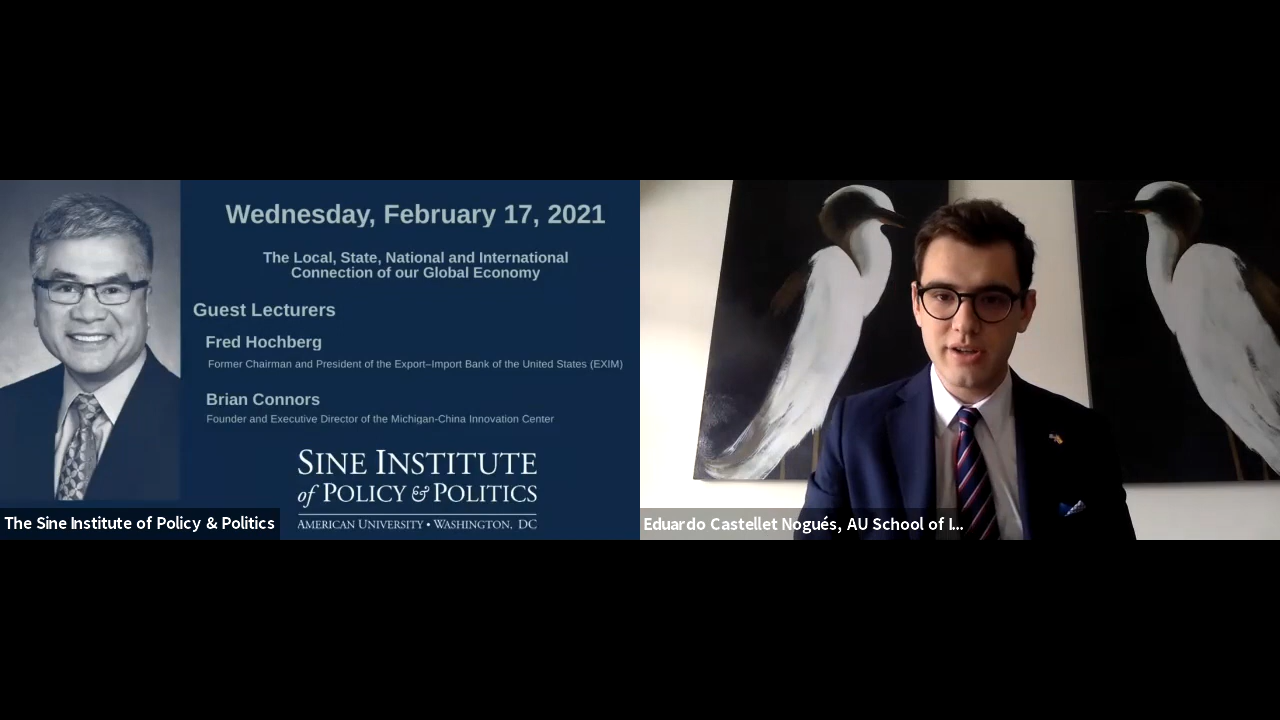 Wednesday, February 17, 2021
The Local, State, National and International
Connection of our Global Economy
Guest Lecturers
Fred Hochberg
Former Chairman and President of the Export–Import Bank of the United States (EXIM)
Brian Connors
Founder and Executive Director of the Michigan-China Innovation Center
SINE INSTITUTE
of POLICY & POLITICS
AMERICAN UNIVERSITY • WASHINGTON, DC
The Sine Institute of Policy & Politics
Eduardo Castellet Nogués, AU School of I...